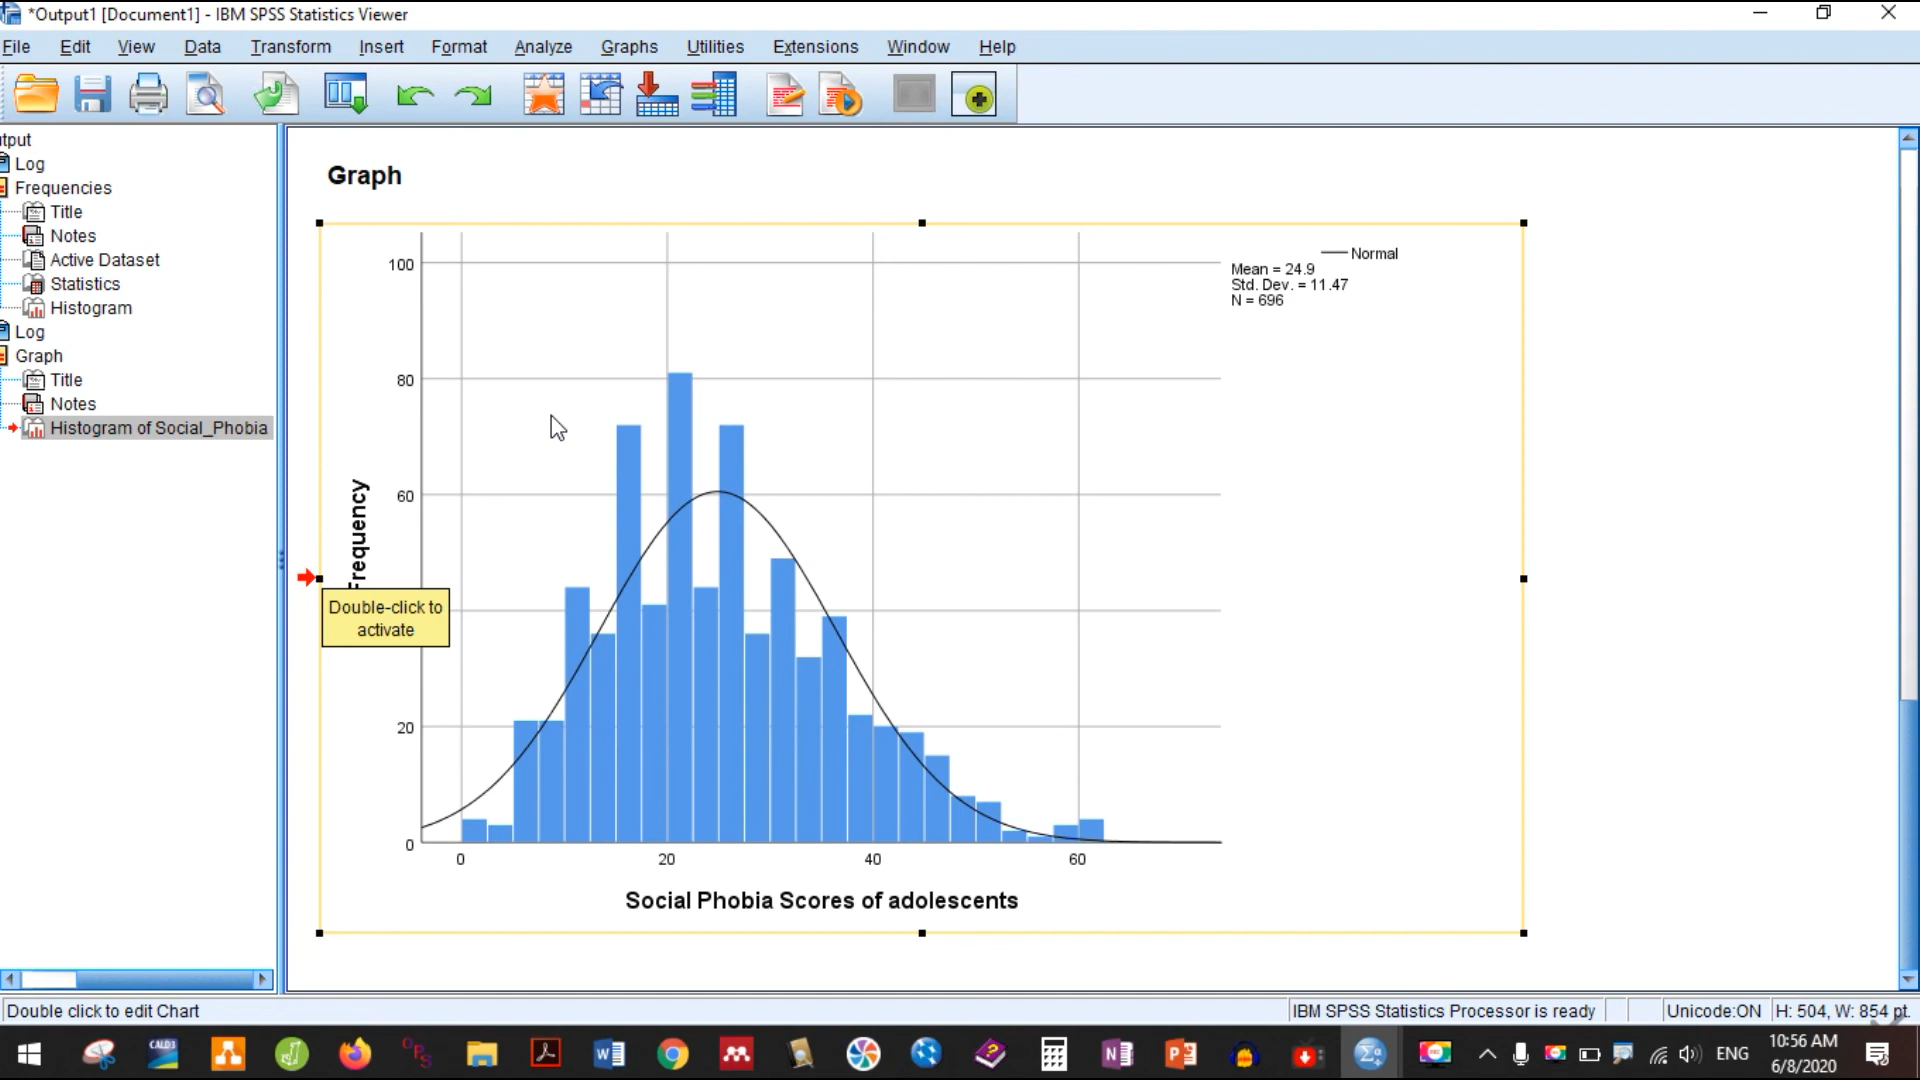 *Output1 [Document1] - IBM SPSS Statistics Viewer
File Edit View Data Transform Insert Format Analyze Graphs Utilities Extensions Window Help
tput
Log
Frequencies
Title
Notes
Active Dataset
Statistics
Histogram
Log
Graph
Title
Notes
Histogram of Social_Phobia
Graph
Normal
Mean = 24.9
Std. Dev. = 11.47
N = 696
100
80
60
20
0
Frequency
Double-click to
activate
0 20 40 60
Social Phobia Scores of adolescents
Double click to edit Chart
IBM SPSS Statistics Processor is ready
Unicode:ON
H: 504, W: 854 pt.
CALD3
ENG
10:56 AM
6/8/2020